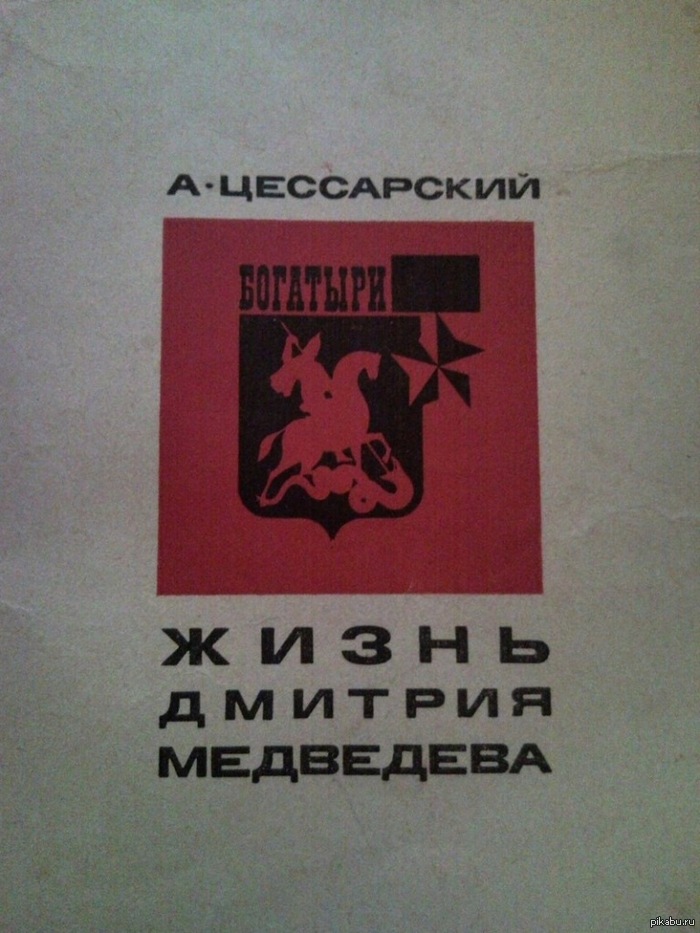 А·ЦЕССАРСКИЙ
БОГАТЫРИ
ЖИЗНЬ
ДМИТРИЯ
МЕДВЕДЕВА
pikabu.ru